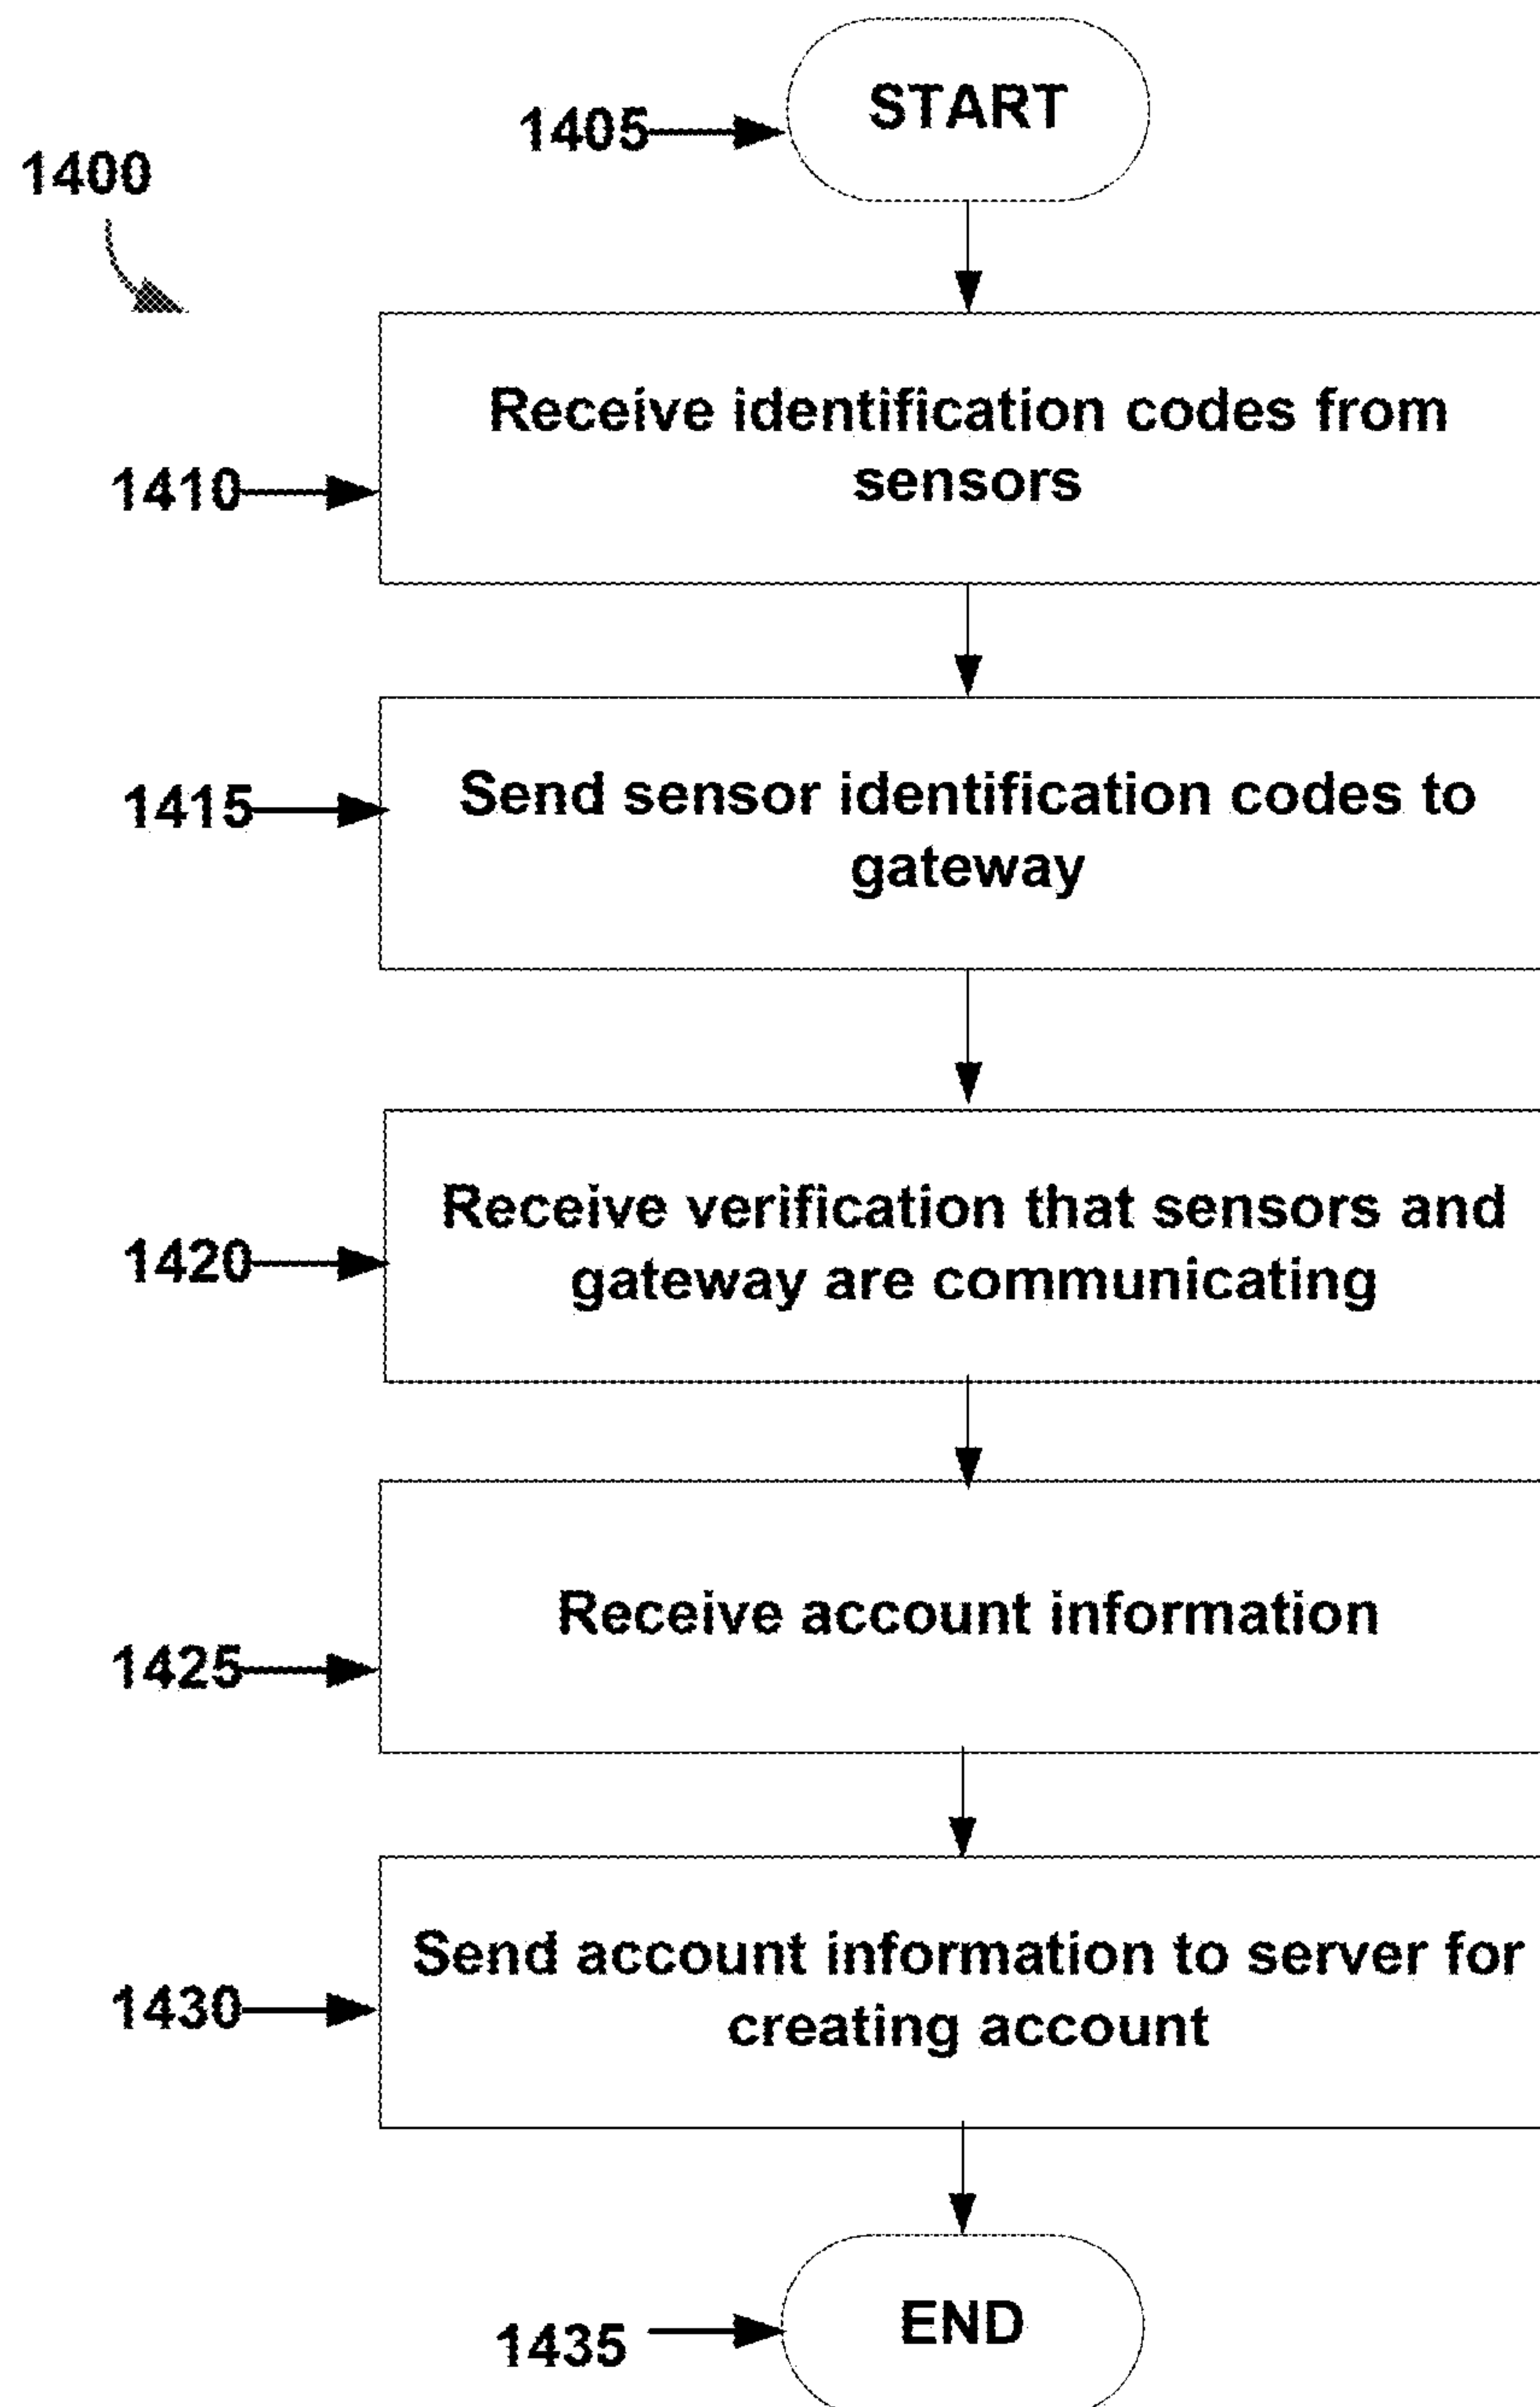 START
1405
1400
Receive identification codes from
sensors
1410
Send sensor identification codes to
gateway
1415
Receive verification that sensors and
gateway are communicating
1420
Receive account information
1425
Send account information to server for
creating account
1430
END
1435